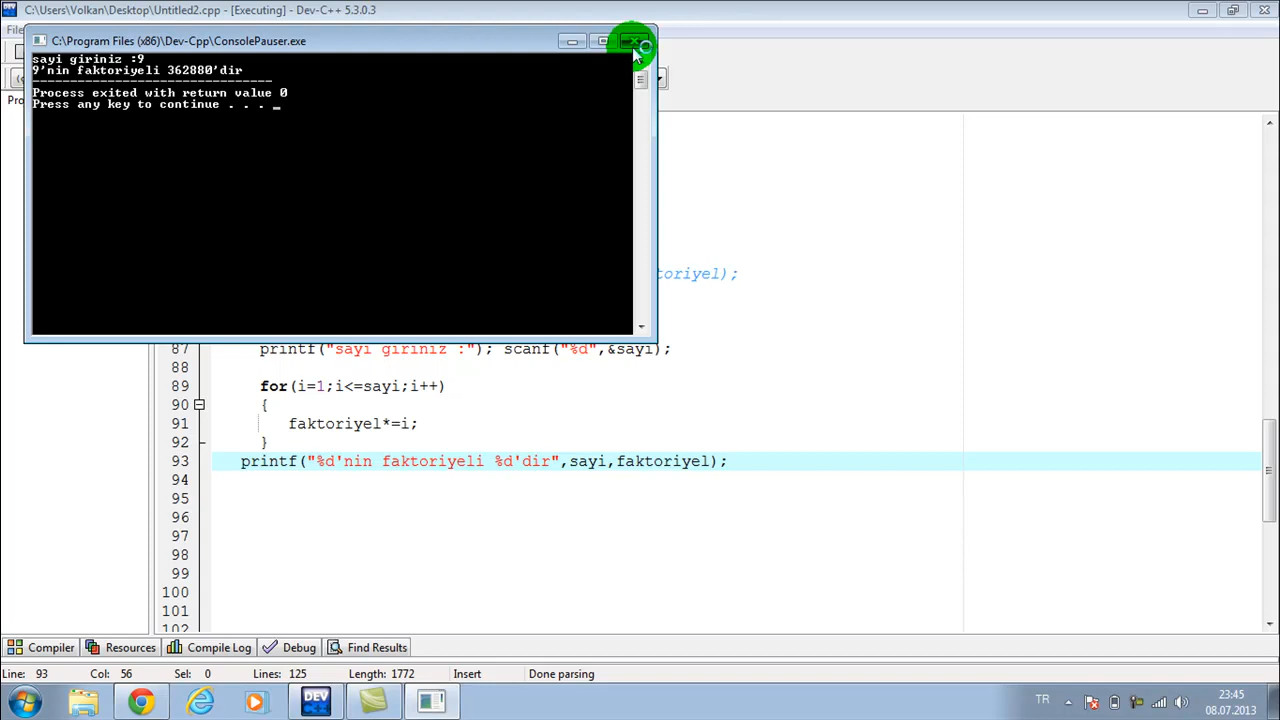 C:\Users\Volkan\Desktop\Untitled2.cpp - [Executing] - Dev-C++ 5.3.0.3
File
C:\Program Files (x86)\Dev-Cpp\ConsolePauser.exe
sayi giriniz :9
9'nin faktoriyeli 362880'dir
--------------------------------
Process exited with return value 0
Press any key to continue . . . _
toriyel);
87 printf("sayi giriniz :"); scanf("%d",&sayi);
88
89 for(i=1;i<=sayi;i++)
90 {
91 faktoriyel*=i;
92 }
93 printf("%d'nin faktoriyeli %d'dir",sayi,faktoriyel);
94
95
96
97
98
99
100
101
102
Compiler Resources Compile Log Debug Find Results
Line: 93 Col: 56 Sel: 0 Lines: 125 Length: 1772 Insert Done parsing
DEV TR 23:45
08.07.2013